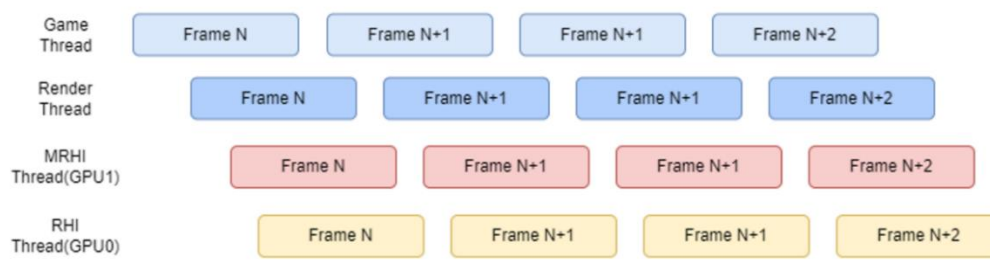 Game
Thread
Frame N
Frame N+1
Frame N+1
Frame N+2
Render
Thread
Frame N
Frame N+1
Frame N+1
Frame N+2
MRHI
Thread(GPU1)
Frame N
Frame N+1
Frame N+1
Frame N+2
RHI
Thread(GPU0)
Frame N
Frame N+1
Frame N+1
Frame N+2